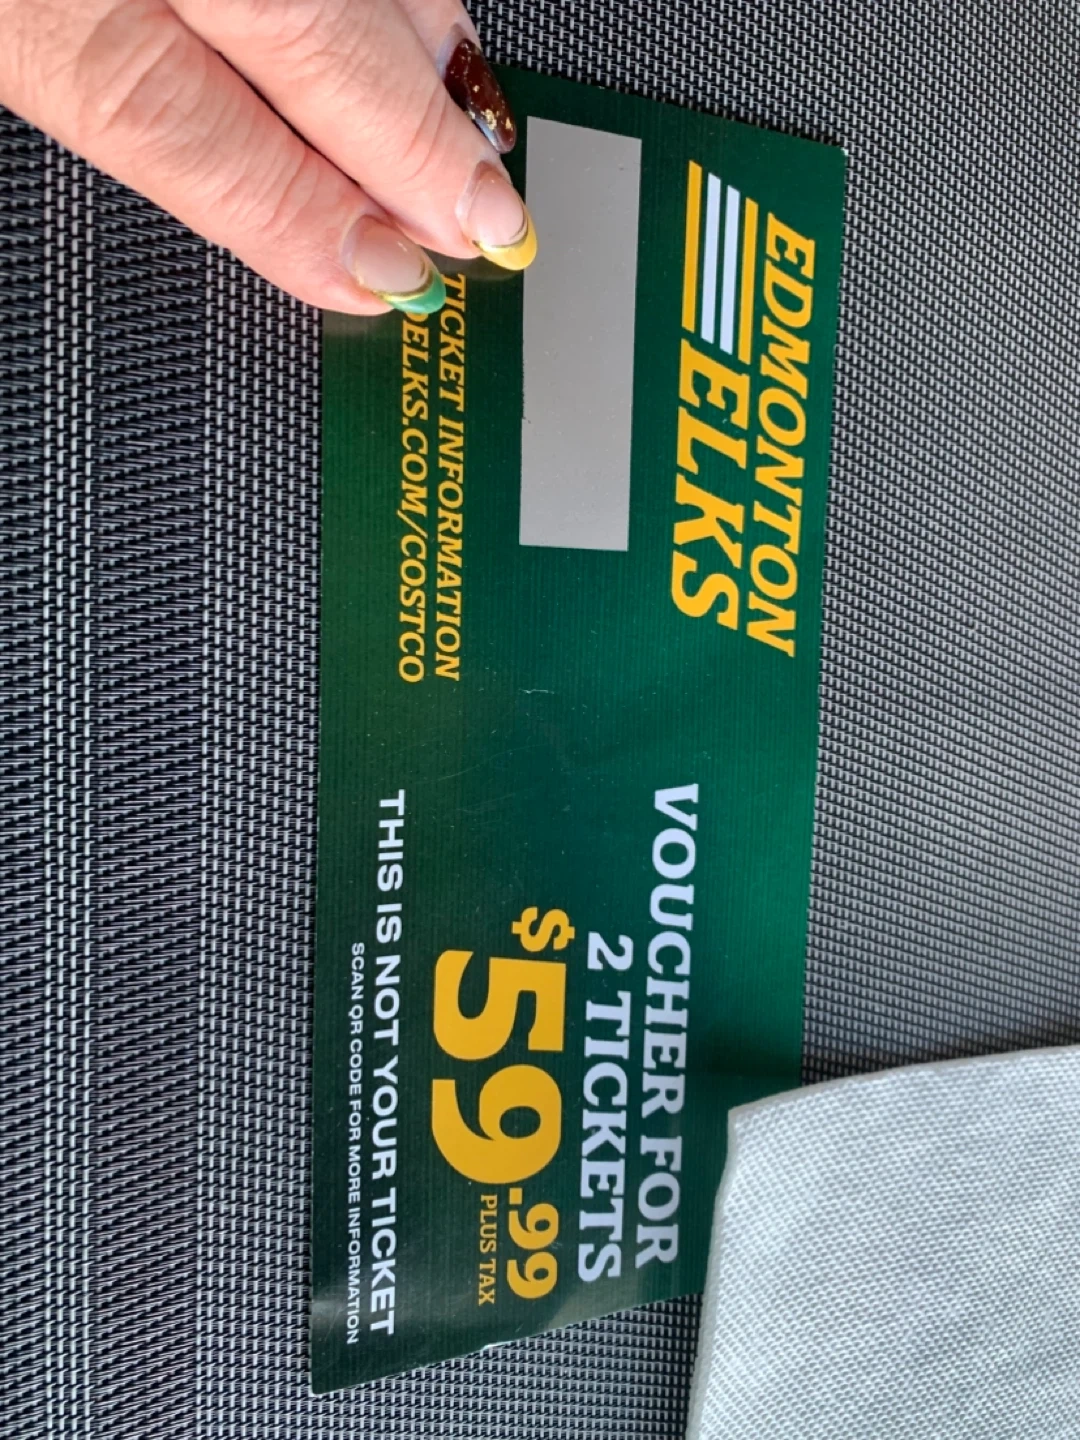 EDMONTON
ELKS
TICKET INFORMATION
ELKS.COM/COSTCO
VOUCHER FOR
2 TICKETS
$59.99
PLUS TAX
THIS IS NOT YOUR TICKET
SCAN QR CODE FOR MORE INFORMATION